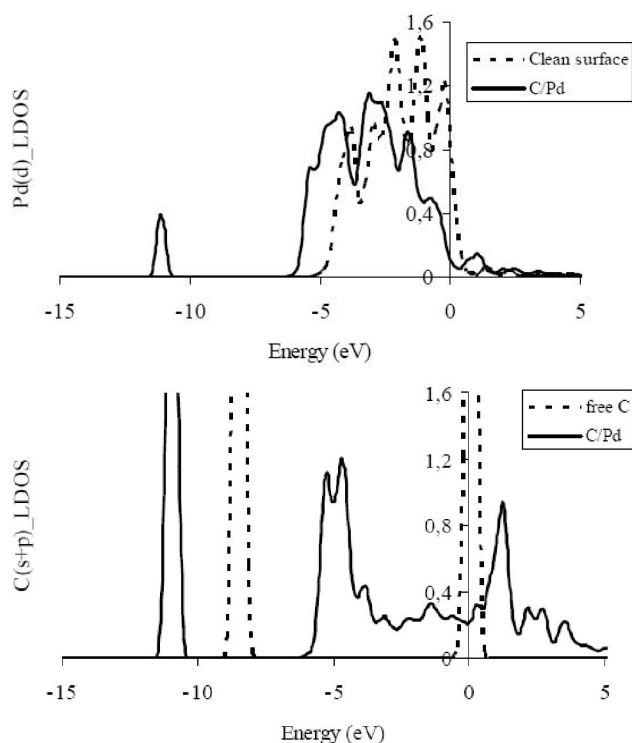 1,6
Clean surface
C/Pd
1,2
0,8
0,4
0
Pd(d)_LDOS
-15
-10
-5
0
5
Energy (eV)
1,6
free C
C/Pd
1,2
0,8
0,4
0
C(s+p)_LDOS
-15
-10
-5
0
5
Energy (eV)